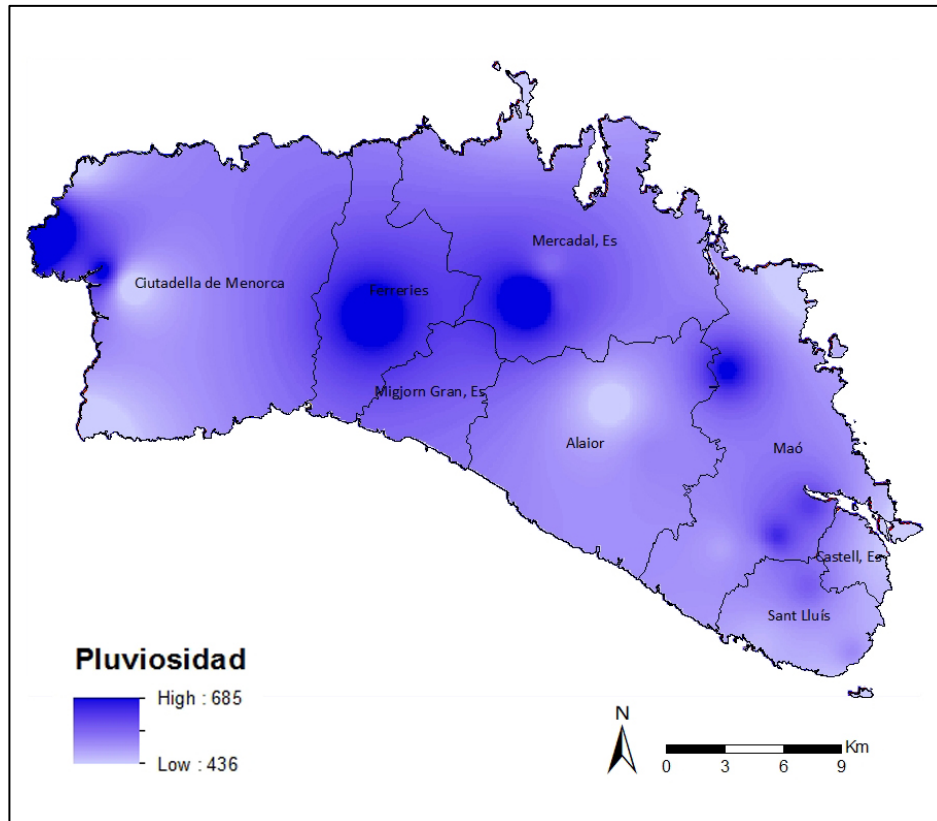 Mercadal, Es
Ciutadella de Menorca
Ferreries
Migjorn Gran, Es
Alaior
Maó
Castell, Es
Sant Lluís
Pluviosidad
High : 685
Low : 436
N
Km
0 3 6 9